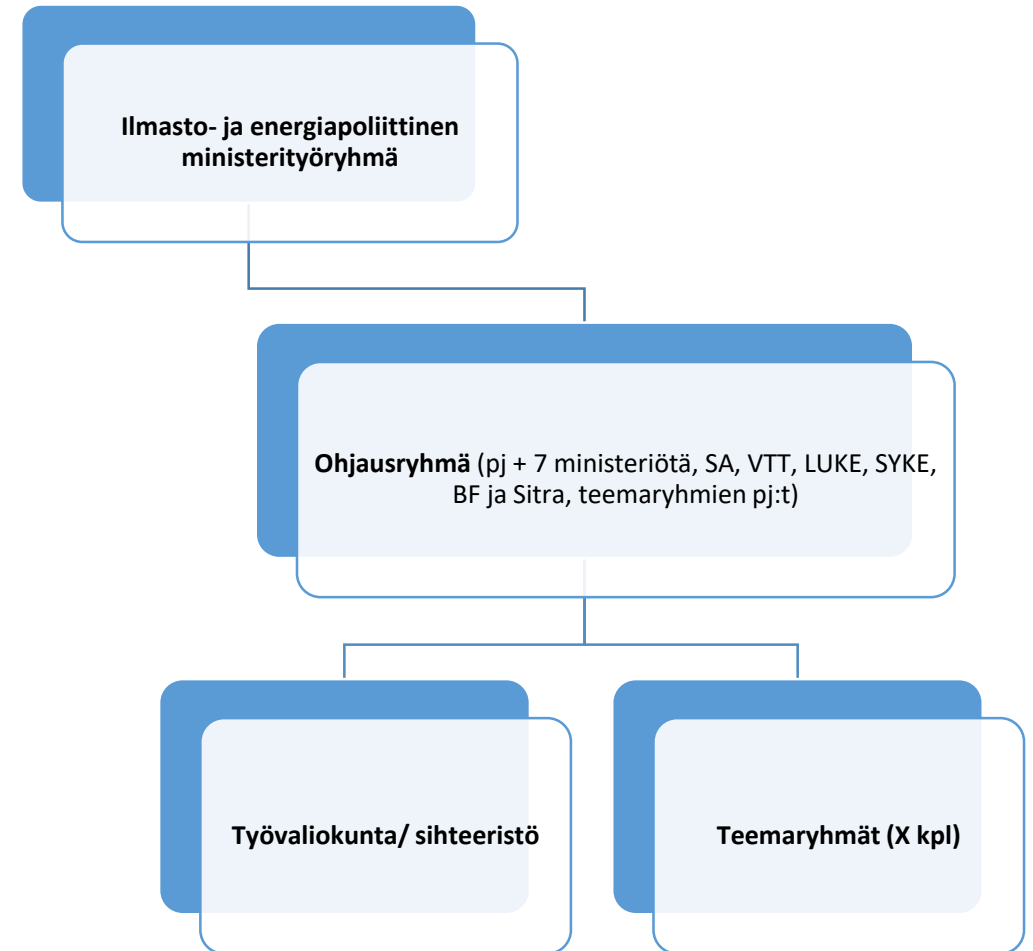 Ilmasto- ja energiapoliittinen
ministerityöryhmä
Ohjausryhmä (pj + 7 ministeriötä, SA, VTT, LUKE, SYKE,
BF ja Sitra, teemaryhmien pj:t)
Työvaliokunta/ sihteeristö
Teemaryhmät (X kpl)